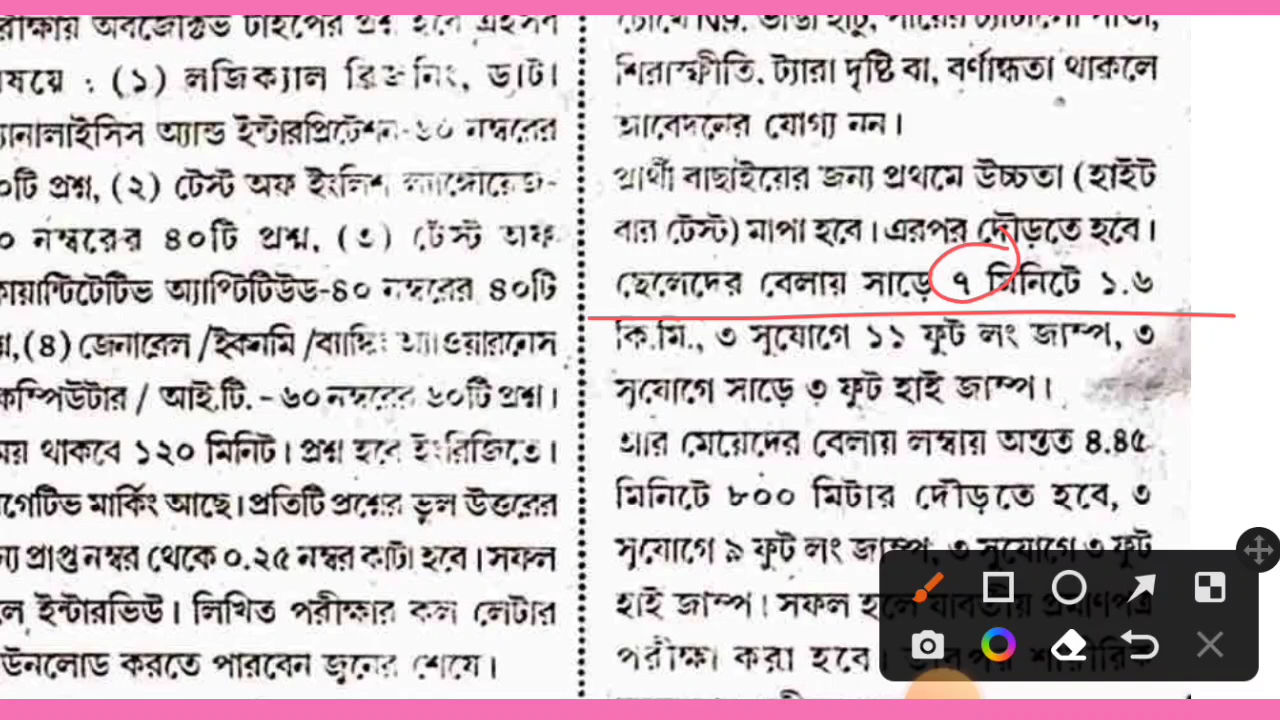 রীক্ষায় অবজেক্টিভ টাইপের প্রশ্ন হবে এইসব
ষয়ে : (১) লজিক্যাল রিজনিং, ডাটা
্যানালাইসিস অ্যান্ড ইন্টারপ্রিটেশন-৬০ নম্বরের
০টি প্রশ্ন, (২) টেস্ট অফ ইংলিশ ল্যাঙ্গোয়েজ-
০ নম্বরের ৪০টি প্রশ্ন, (৩) টেস্ট অফ
কোয়ান্টিটেটিভ অ্যাপ্টিটিউড-৪০ নম্বরের ৪০টি
শ্ন,(৪) জেনারেল /ইকনমি /ব্যাঙ্কিং অ্যাওয়ারনেস
কম্পিউটার / আই.টি. - ৬০ নম্বরের ৬০টি প্রশ্ন।
ময় থাকবে ১২০ মিনিট। প্রশ্ন হবে ইংরিজিতে।
গেটিভ মার্কিং আছে। প্রতিটি প্রশ্নের ভুল উত্তরের
ন্য প্রাপ্ত নম্বর থেকে ০.২৫ নম্বর কাটা হবে। সফল
লে ইন্টারভিউ। লিখিত পরীক্ষার কল লেটার
উনলোড করতে পারবেন জুনের শেষে।
শিরাস্ফীতি. ট্যারা দৃষ্টি বা, বর্ণান্ধতা থাকলে
আবেদনের যোগ্য নন।
প্রার্থী বাছাইয়ের জন্য প্রথমে উচ্চতা (হাইট
বার টেস্ট) মাপা হবে। এরপর দৌড়তে হবে।
ছেলেদের বেলায় সাড়ে ৭ মিনিটে ১.৬
কি.মি., ৩ সুযোগে ১১ ফুট লং জাম্প, ৩
সুযোগে সাড়ে ৩ ফুট হাই জাম্প।
আর মেয়েদের বেলায় লম্বায় অন্তত ৪.৪৫
মিনিটে ৮০০ মিটার দৌড়তে হবে, ৩
সুযোগে ৯ ফুট লং জাম্প, ৩ সুযোগে ৩ ফুট
হাই জাম্প। সফল হলে যাবতীয় প্রমাণপত্র
পরীক্ষা করা হবে। তারপর শারীরিক